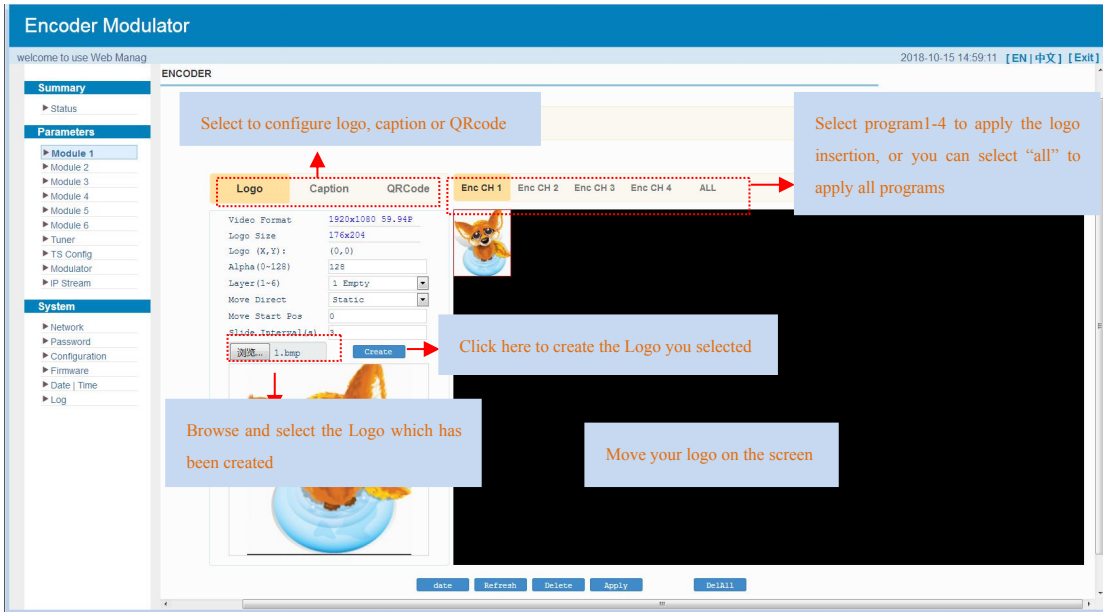 Encoder Modulator
welcome to use Web Manag
2018-10-15 14:59:11 [ EN | 中文 ] [ Exit ]
ENCODER
Summary
Status
Parameters
Module 1
Module 2
Module 3
Module 4
Module 5
Module 6
Tuner
TS Config
Modulator
IP Stream
System
Network
Password
Configuration
Firmware
Date | Time
Log
Select to configure logo, caption or QRcode
Select program1-4 to apply the logo
insertion, or you can select “all” to
apply all programs
Logo Caption QRCode
Enc CH 1 Enc CH 2 Enc CH 3 Enc CH 4 ALL
Video Format 1920x1080 59.94P
Logo Size 176x204
Logo (X,Y): (0,0)
Alpha(0~128) 128
Layer(1~6) 1 Empty
Move Direct Static
Move Start Pos 0
Slide Interval(s) 3
浏览... 1.bmp Create
Click here to create the Logo you selected
Browse and select the Logo which has
been created
Move your logo on the screen
date Refresh Delete Apply DelAll